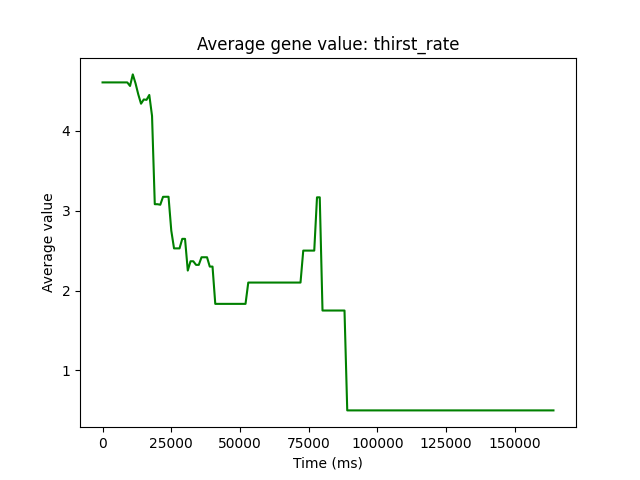 Average gene value: thirst_rate
Average value
4
3
2
1
0 25000 50000 75000 100000 125000 150000
Time (ms)